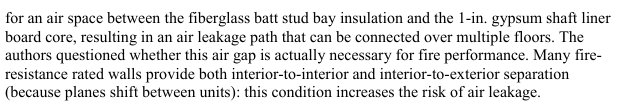 for an air space between the fiberglass batt stud bay insulation and the 1-in. gypsum shaft liner
board core, resulting in an air leakage path that can be connected over multiple floors. The
authors questioned whether this air gap is actually necessary for fire performance. Many fire-
resistance rated walls provide both interior-to-interior and interior-to-exterior separation
(because planes shift between units): this condition increases the risk of air leakage.